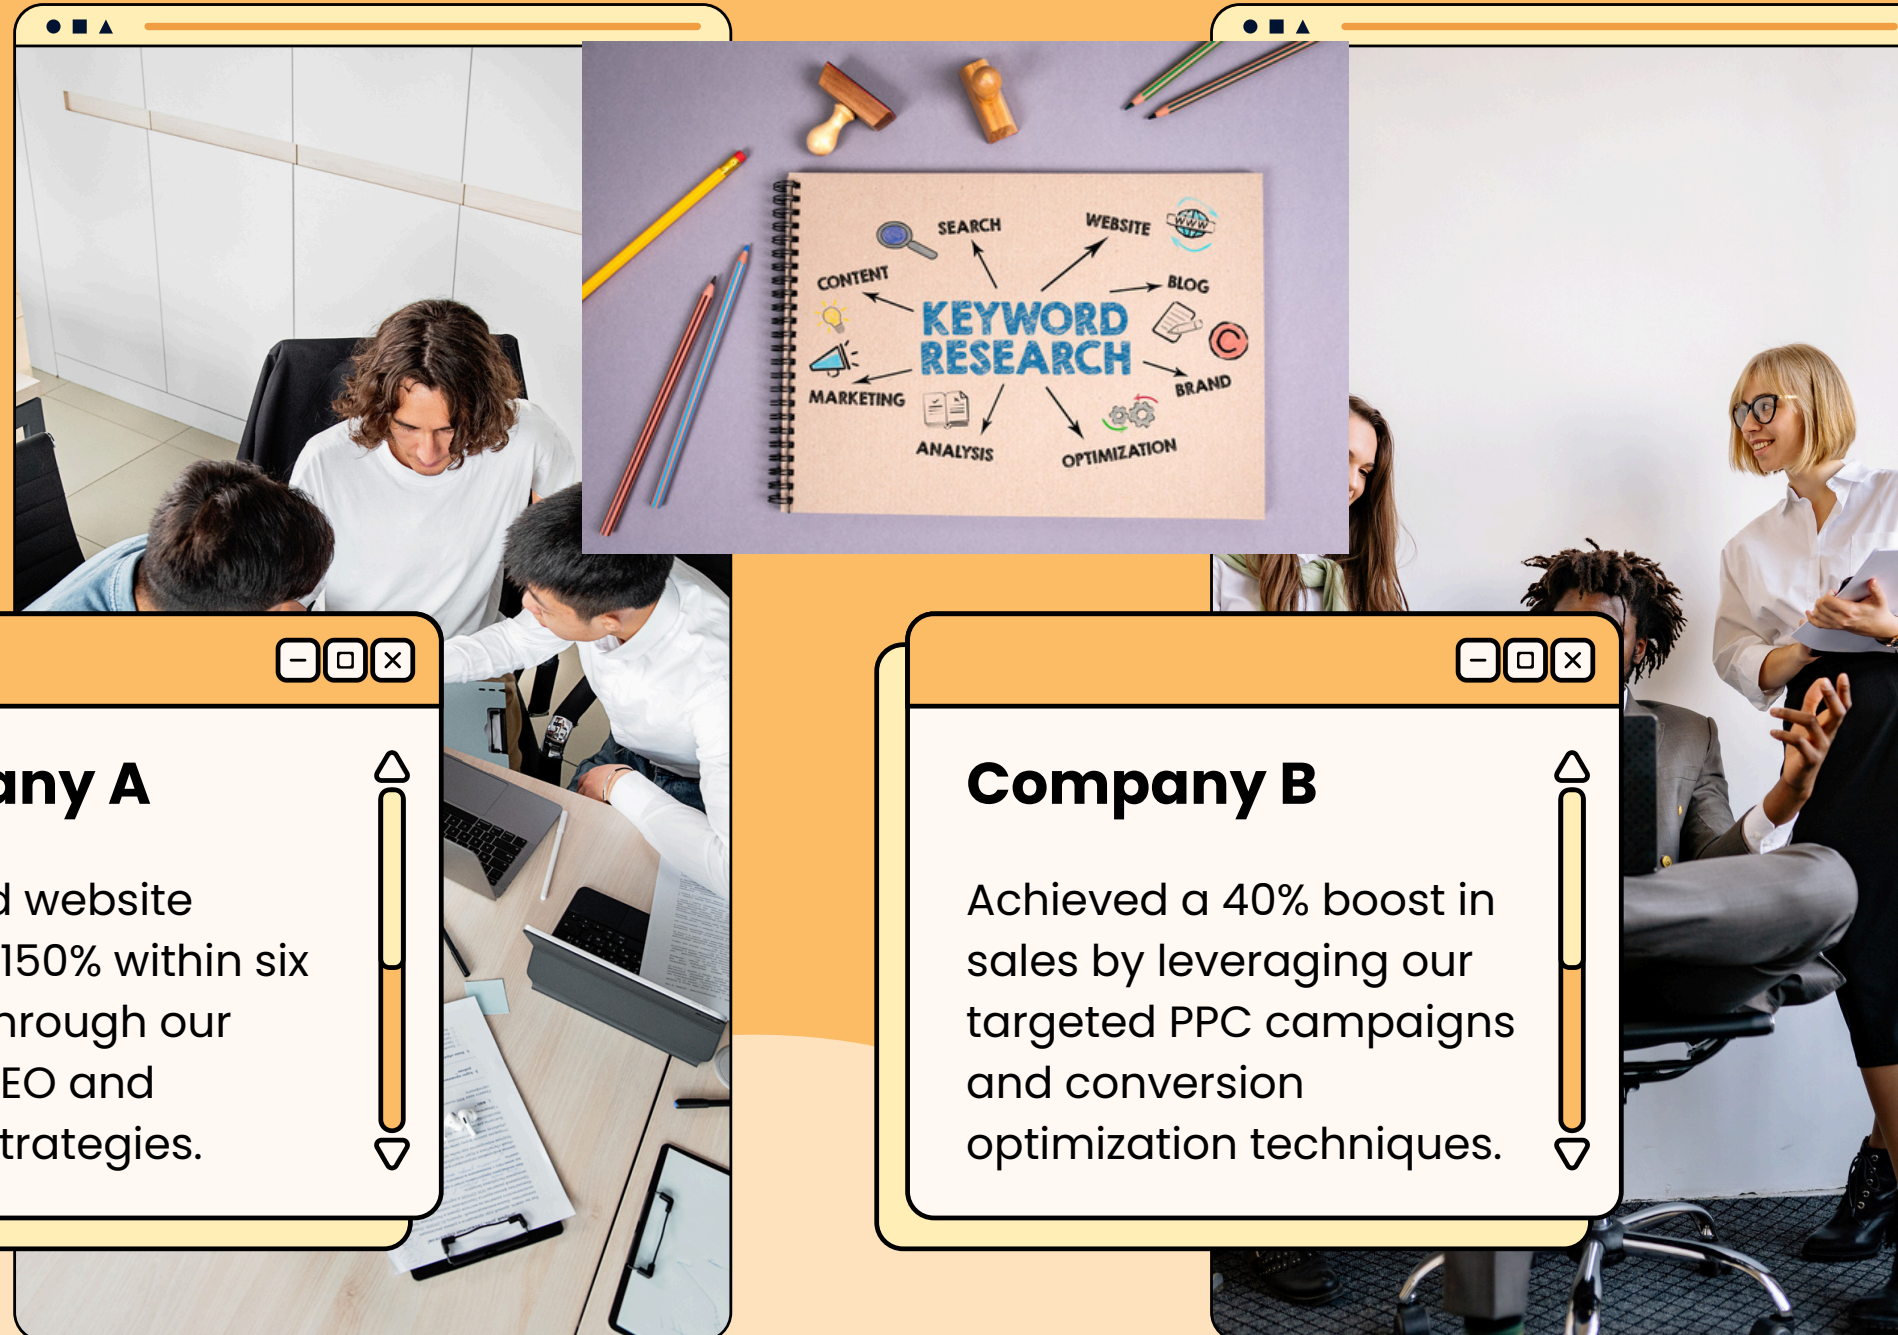 SEARCH
WEBSITE
WWW
CONTENT
BLOG
KEYWORD
RESEARCH
C
BRAND
MARKETING
ANALYSIS
OPTIMIZATION
any A
d website
150% within six
hrough our
EO and
trategies.
Company B
Achieved a 40% boost in
sales by leveraging our
targeted PPC campaigns
and conversion
optimization techniques.